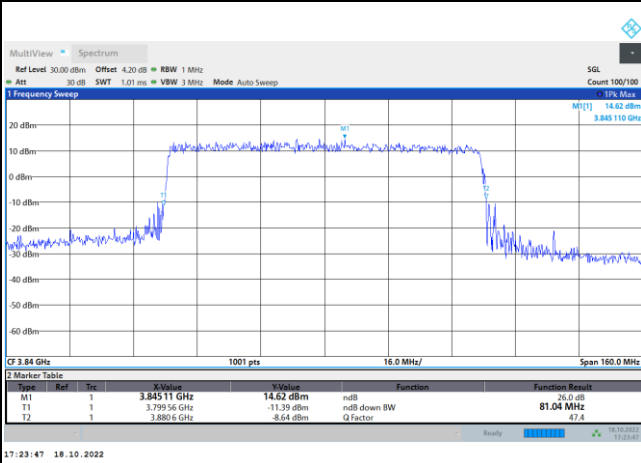 MultiView Spectrum
Ref Level 30.00 dBm Offset 4.20 dB RBW 1 MHz SGL
Att 30 dB SWT 1.01 ms VBW 3 MHz Mode Auto Sweep Count 100/100
1 Frequency Sweep 1Pk Max
M1[1] 14.62 dBm
3.845 110 GHz
20 dBm
M1
10 dBm
0 dBm
T1 T2
-10 dBm
-20 dBm
-30 dBm
-40 dBm
-50 dBm
-60 dBm
CF 3.84 GHz 1001 pts 16.0 MHz/ Span 160.0 MHz
2 Marker Table
Type Ref Trc X-Value Y-Value Function Function Result
M1 1 3.845 11 GHz 14.62 dBm ndB 26.0 dB
T1 1 3.799 56 GHz -11.39 dBm ndB down BW 81.04 MHz
T2 1 3.880 6 GHz -8.64 dBm Q Factor 47.4
Ready 18.10.2022
17:23:47
17:23:47 18.10.2022